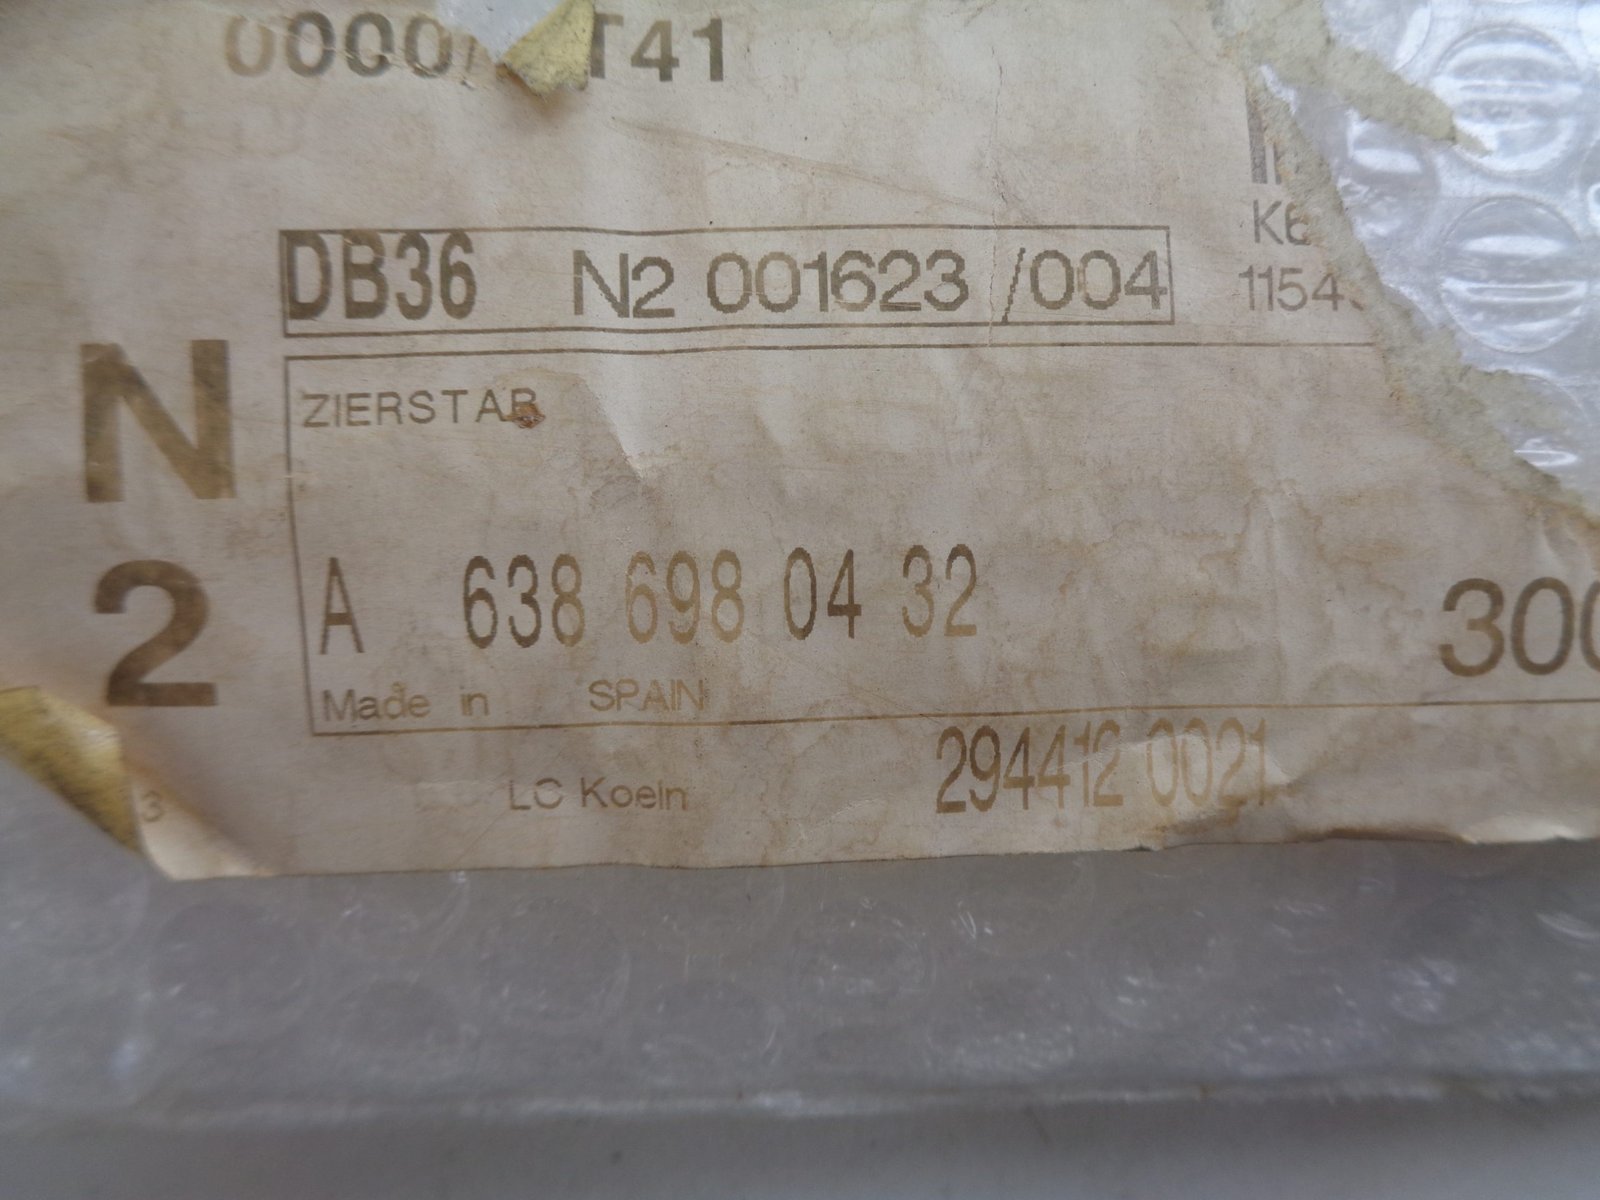 T41
DB36 N2 001623 /004
1154
N
2
ZIERSTAB
A 638 698 04 32
Made in SPAIN
LC Koeln
294412 0021
3